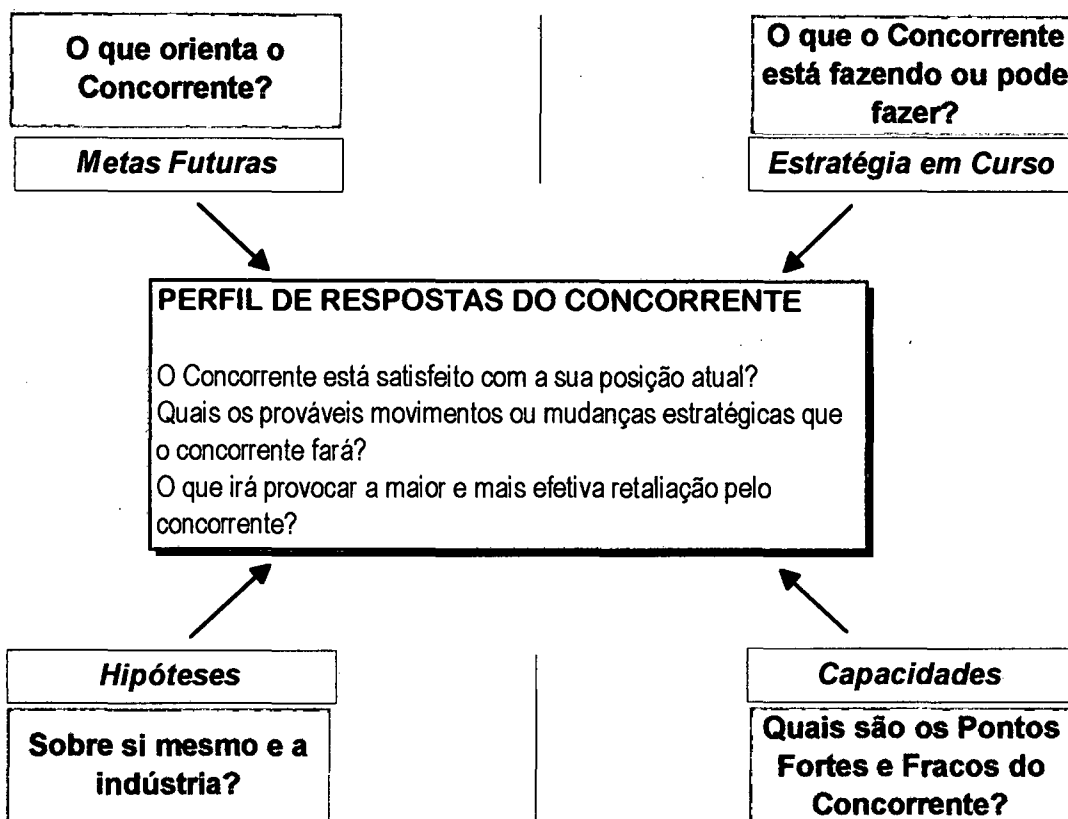 O que orienta o
Concorrente?
Metas Futuras
O que o Concorrente
está fazendo ou pode
fazer?
Estratégia em Curso
PERFIL DE RESPOSTAS DO CONCORRENTE
O Concorrente está satisfeito com a sua posição atual?
Quais os prováveis movimentos ou mudanças estratégicas que
o concorrente fará?
O que irá provocar a maior e mais efetiva retaliação pelo
concorrente?
Hipóteses
Sobre si mesmo e a
indústria?
Capacidades
Quais são os Pontos
Fortes e Fracos do
Concorrente?